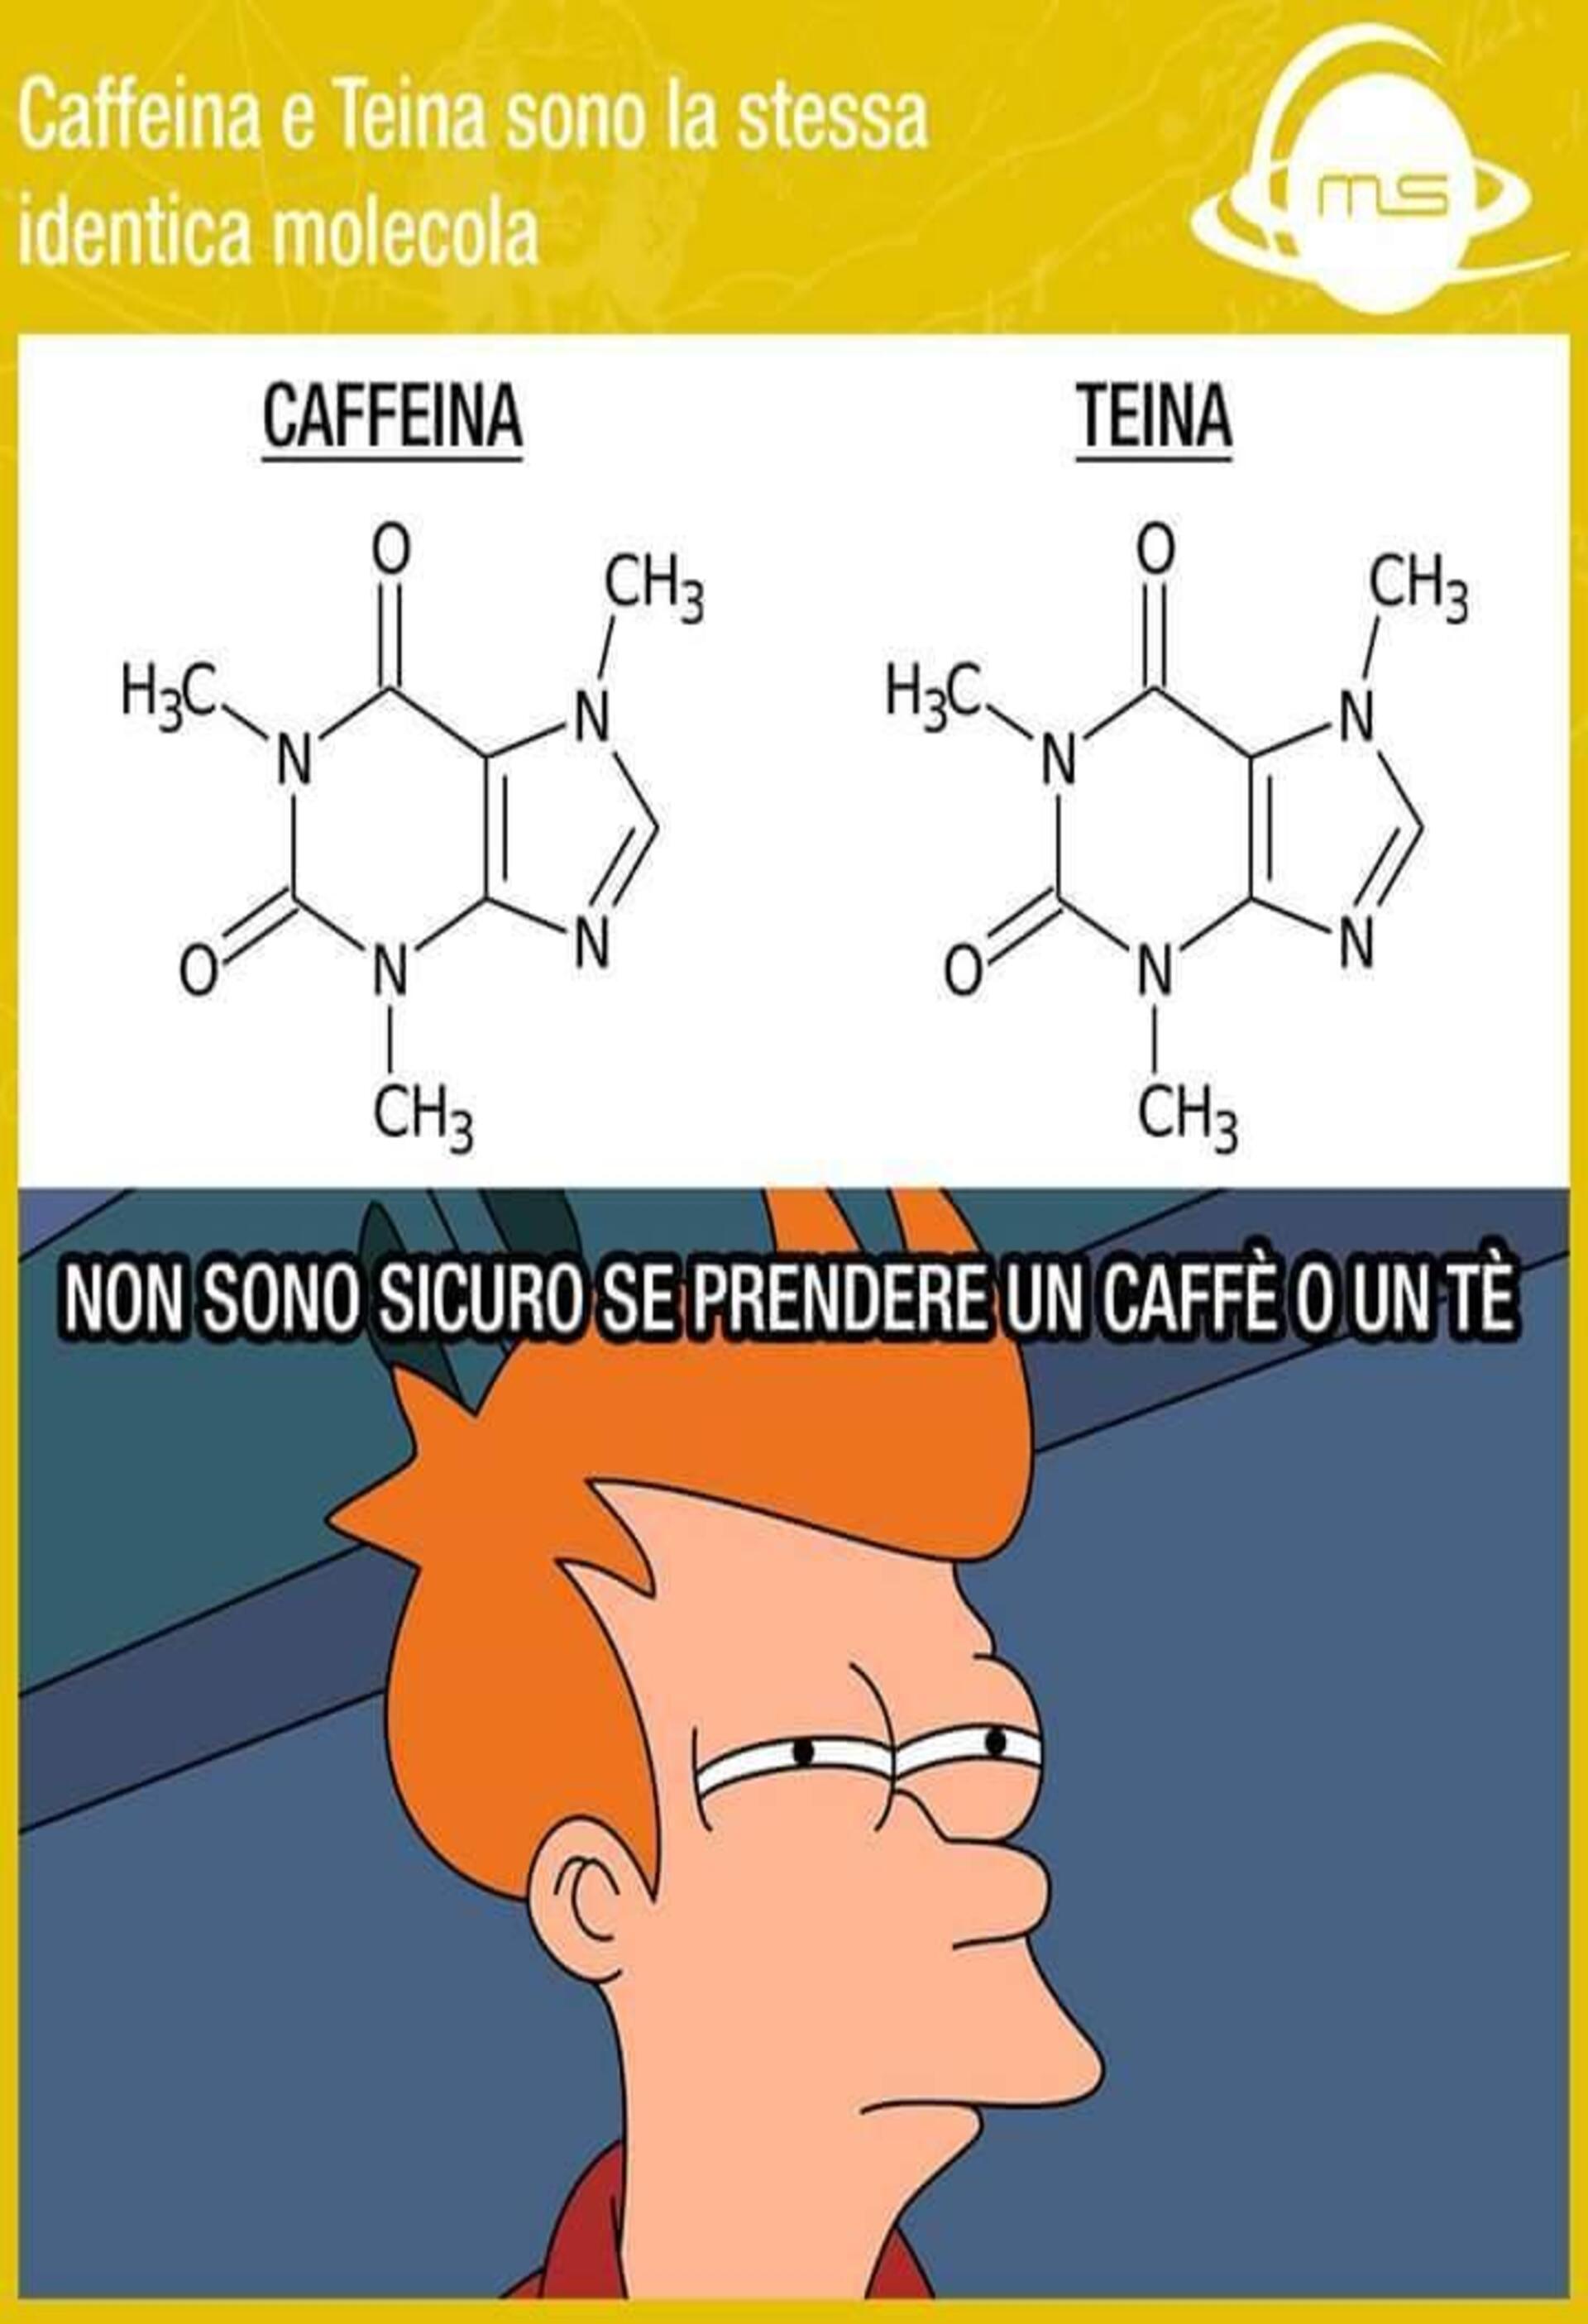 Caffeina e Teina sono la stessa
identica molecola
ms
CAFFEINA
TEINA
O
CH3
H3C
N
N
O
N
N
CH3
O
CH3
H3C
N
N
O
N
N
CH3
NON SONO SICURO SE PRENDERE UN CAFFÈ O UN TÈ